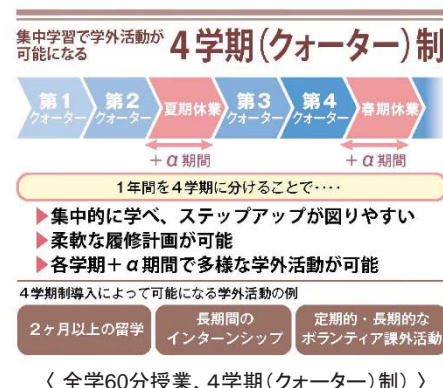 集中学習で学外活動が
可能になる
4学期(クォーター)制
第1
クォーター
第2
クォーター
夏期休業
第3
クォーター
第4
クォーター
春期休業
+α期間
+α期間
1年間を4学期に分けることで‥‥
▶集中的に学べ、ステップアップが図りやすい
▶柔軟な履修計画が可能
▶各学期+α期間で多様な学外活動が可能
4学期制導入によって可能になる学外活動の例
2ヶ月以上の留学
長期間の
インターンシップ
定期的・長期的な
ボランティア課外活動
〈 全学60分授業、4学期(クォーター)制) 〉